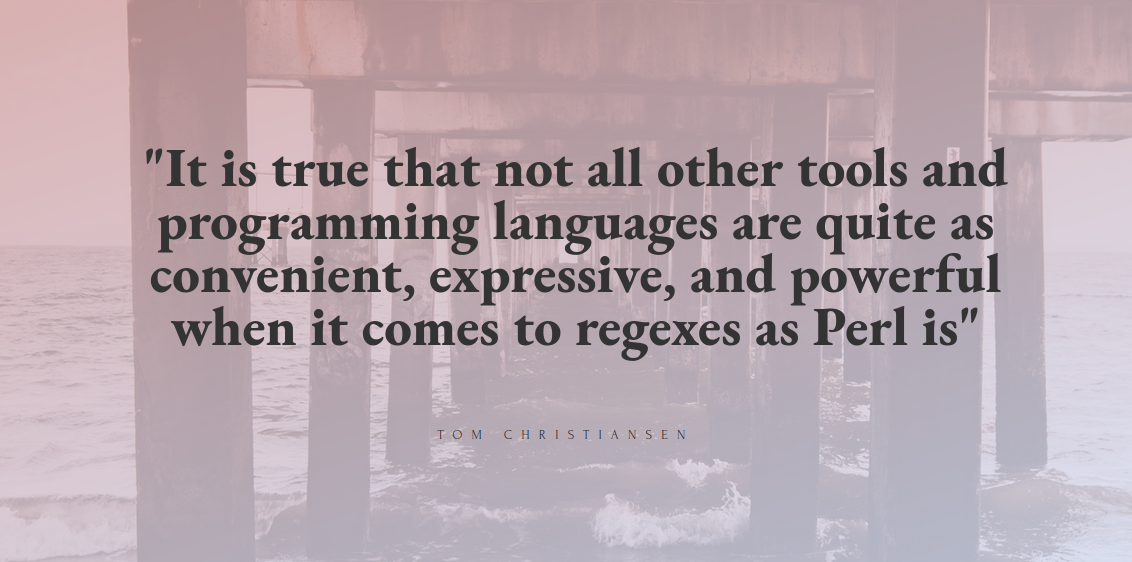 "It is true that not all other tools and
programming languages are quite as
convenient, expressive, and powerful
when it comes to regexes as Perl is"
TOM CHRISTIANSEN